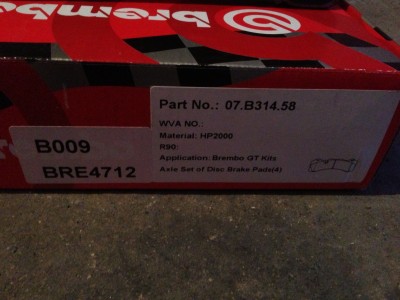 brembo
Part No.: 07.B314.58
WVA NO.:
Material: HP2000
R90:
Application: Brembo GT Kits
Axle Set of Disc Brake Pads(4)
B009
BRE4712